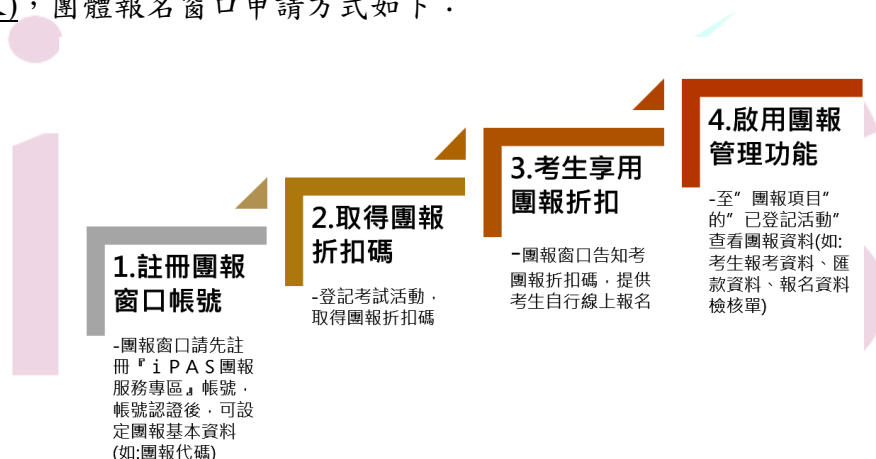 ，團體報名窗口申請方式如下：
1.註冊團報
窗口帳號
-團報窗口請先註
冊『ｉＰＡＳ團報
服務專區』帳號，
帳號認證後，可設
定團報基本資料
(如:團報代碼)
2.取得團報
折扣碼
-登記考試活動，
取得團報折扣碼
3.考生享用
團報折扣
-團報窗口告知考
團報折扣碼，提供
考生自行線上報名
4.啟用團報
管理功能
-至”團報項目”
的”已登記活動”
查看團報資料(如:
考生報考資料、匯
款資料、報名資料
檢核單)